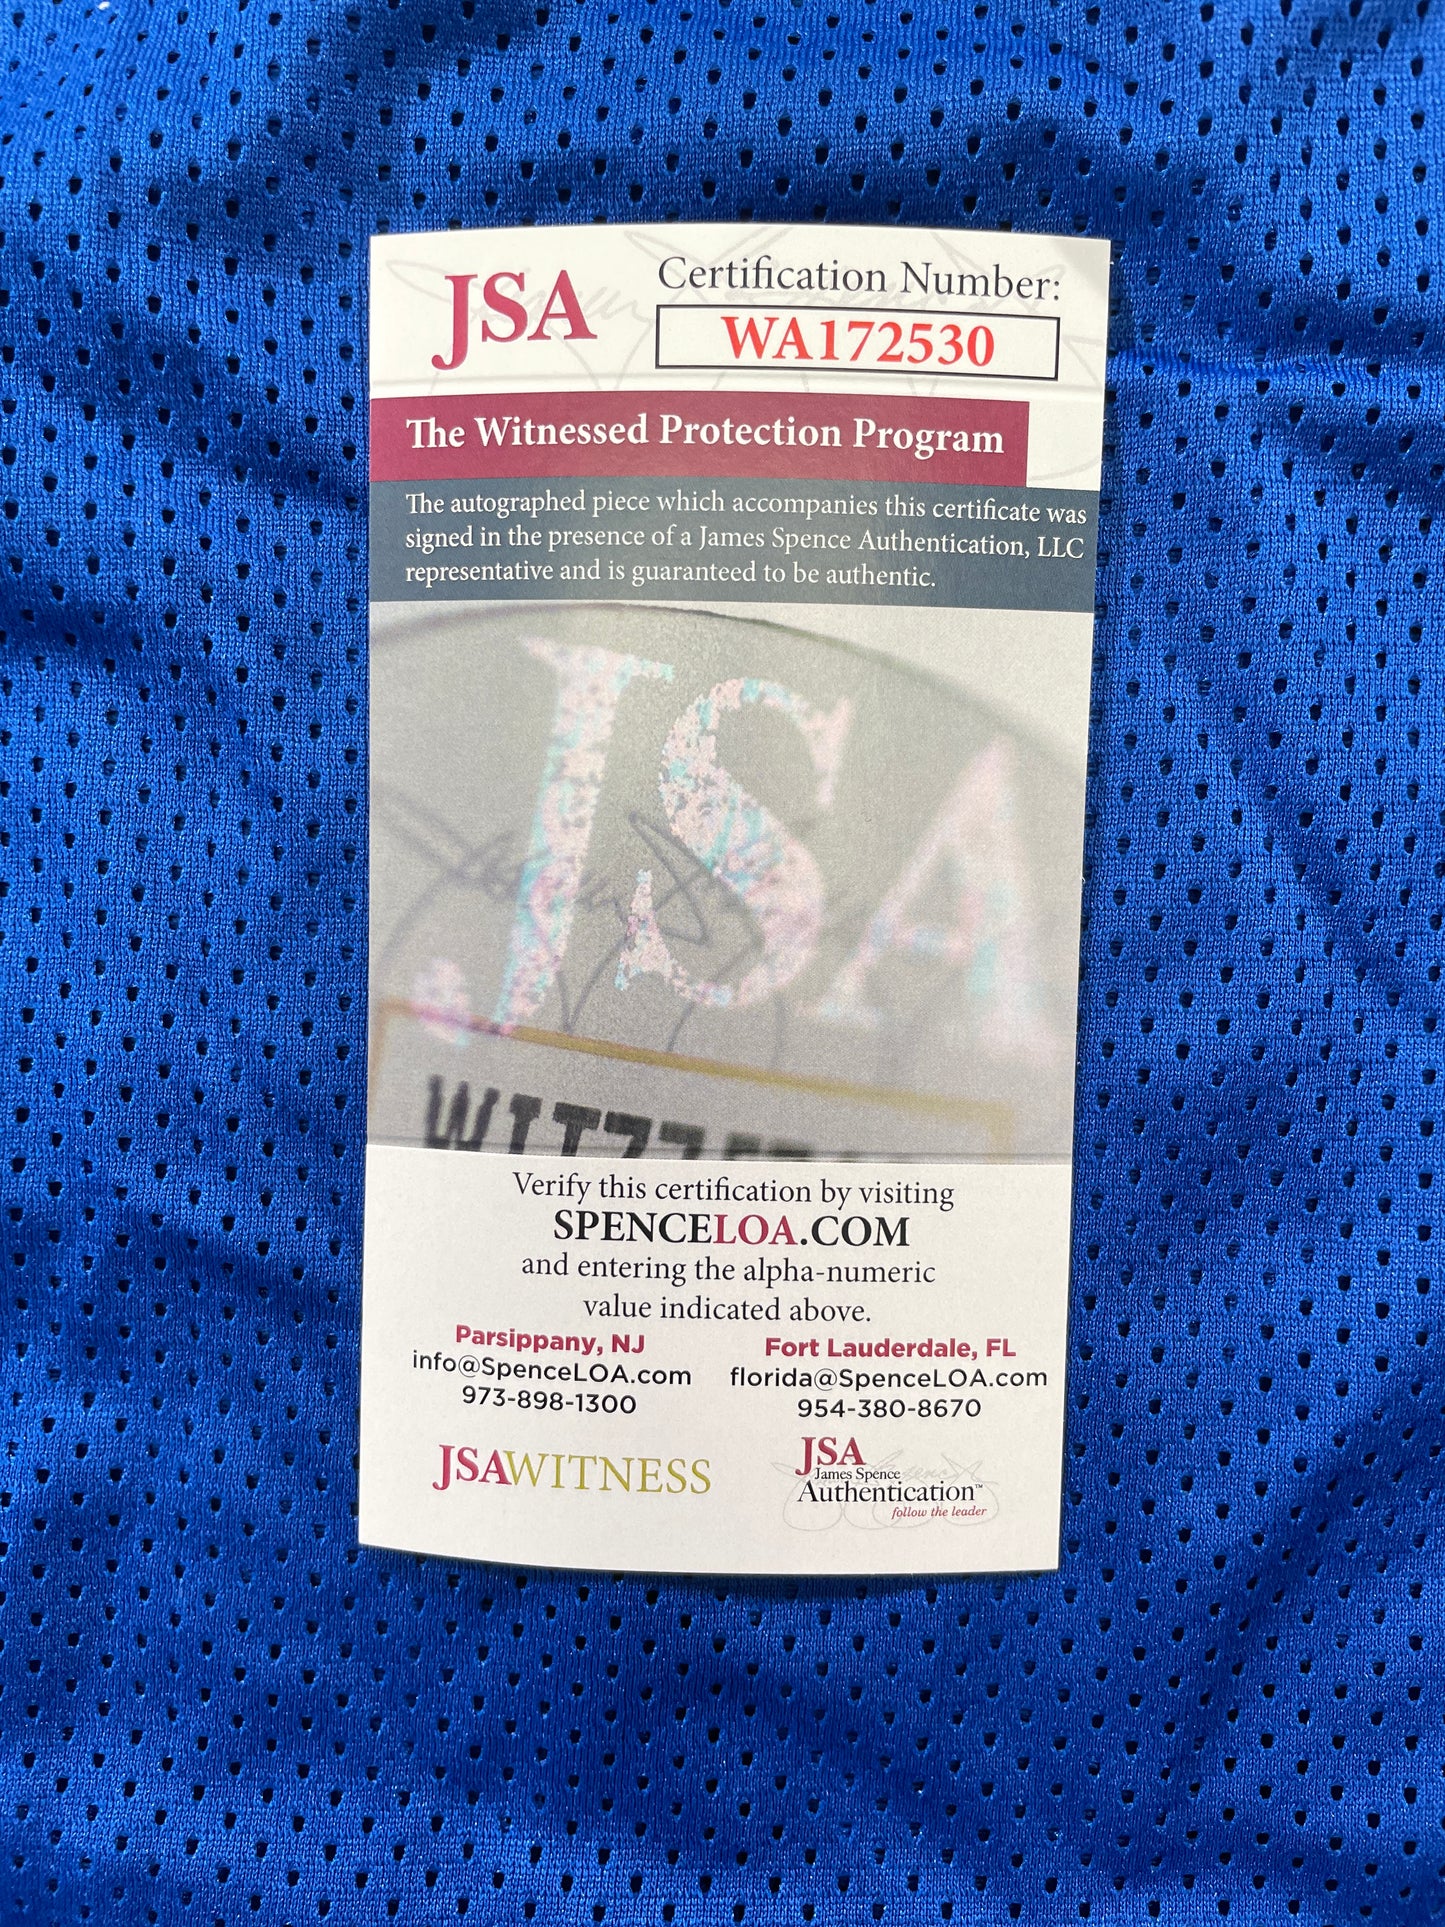 JSA
Certification Number:
WA172530
The Witnessed Protection Program
The autographed piece which accompanies this certificate was
signed in the presence of a James Spence Authentication, LLC
representative and is guaranteed to be authentic.
JSA
Verify this certification by visiting
SPENCELOA.COM
and entering the alpha-numeric
value indicated above.
Parsippany, NJ
info@SpenceLOA.com
973-898-1300
Fort Lauderdale, FL
florida@SpenceLOA.com
954-380-8670
JSAWITNESS
JSA
James Spence
Authentication™
follow the leader